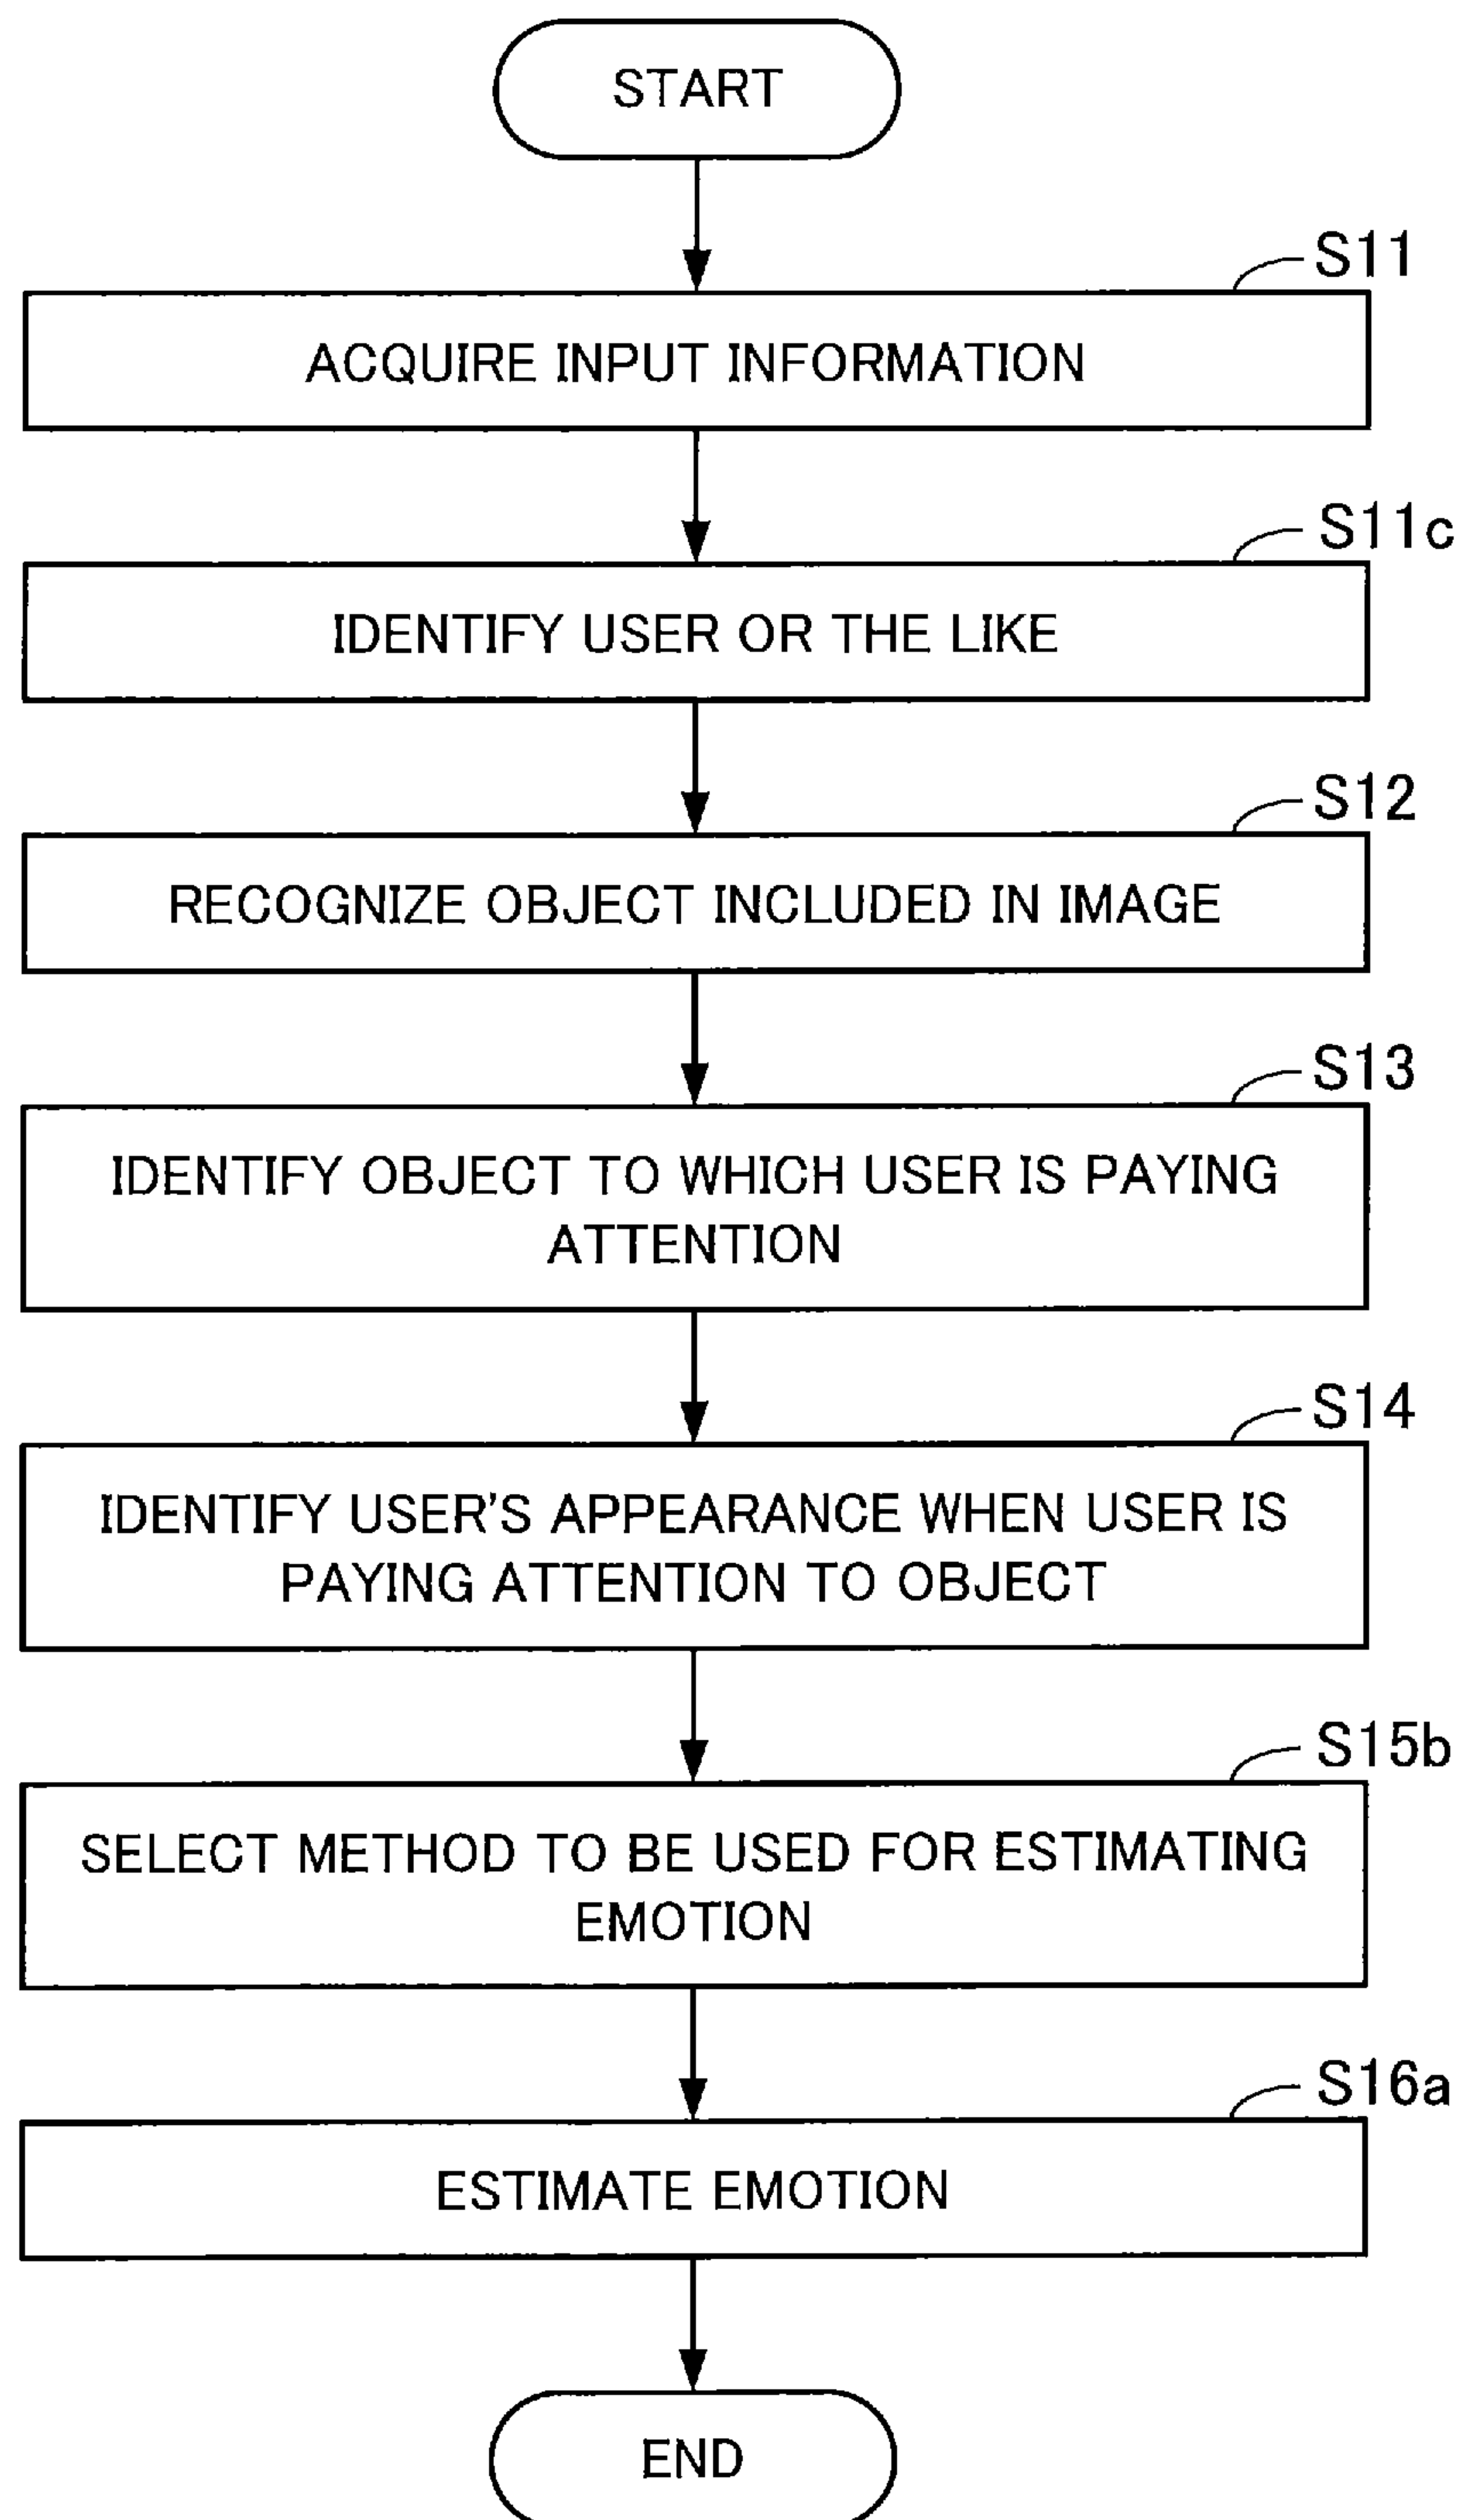 START
S11
ACQUIRE INPUT INFORMATION
S11c
IDENTIFY USER OR THE LIKE
S12
RECOGNIZE OBJECT INCLUDED IN IMAGE
S13
IDENTIFY OBJECT TO WHICH USER IS PAYING
ATTENTION
S14
IDENTIFY USER'S APPEARANCE WHEN USER IS
PAYING ATTENTION TO OBJECT
S15b
SELECT METHOD TO BE USED FOR ESTIMATING
EMOTION
S16a
ESTIMATE EMOTION
END